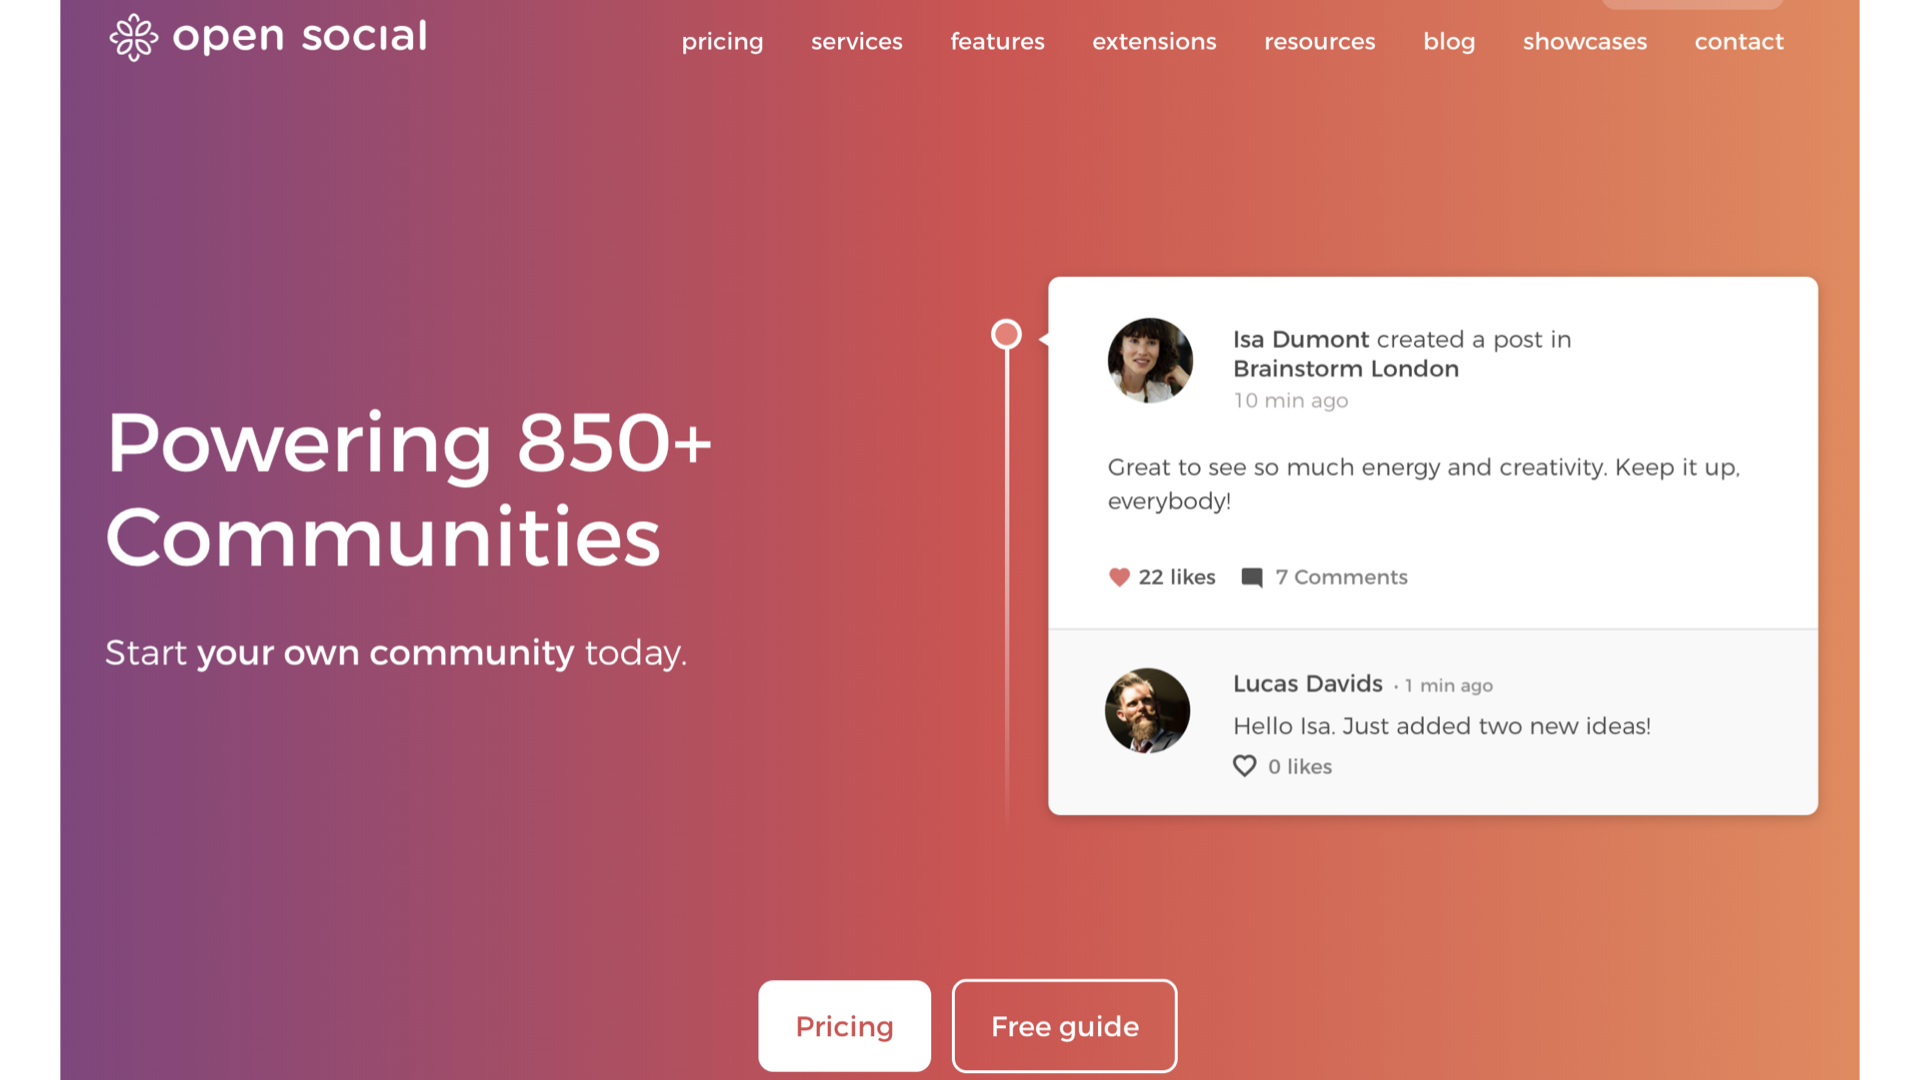 open social
pricing services features extensions resources blog showcases contact
Powering 850+
Communities
Start your own community today.
Isa Dumont created a post in
Brainstorm London
10 min ago
Great to see so much energy and creativity. Keep it up,
everybody!
22 likes 7 Comments
Lucas Davids · 1 min ago
Hello Isa. Just added two new ideas!
0 likes
Pricing Free guide